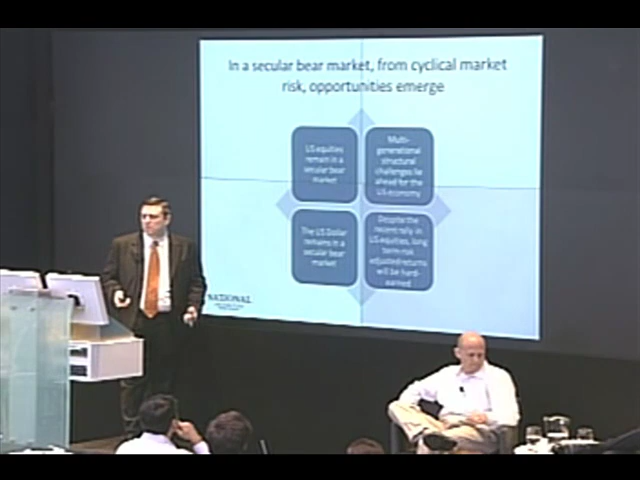 In a secular bear market, from cyclical market
risk, opportunities emerge
US equities
remain in a
secular bear
market
Multi-
generational
structural
challenges lie
ahead for the
US economy
The US Dollar
remains in a
secular bear
market
Despite the
recent rally in
US equities, long
term risk
adjusted returns
will be hard-
earned
NATIONAL